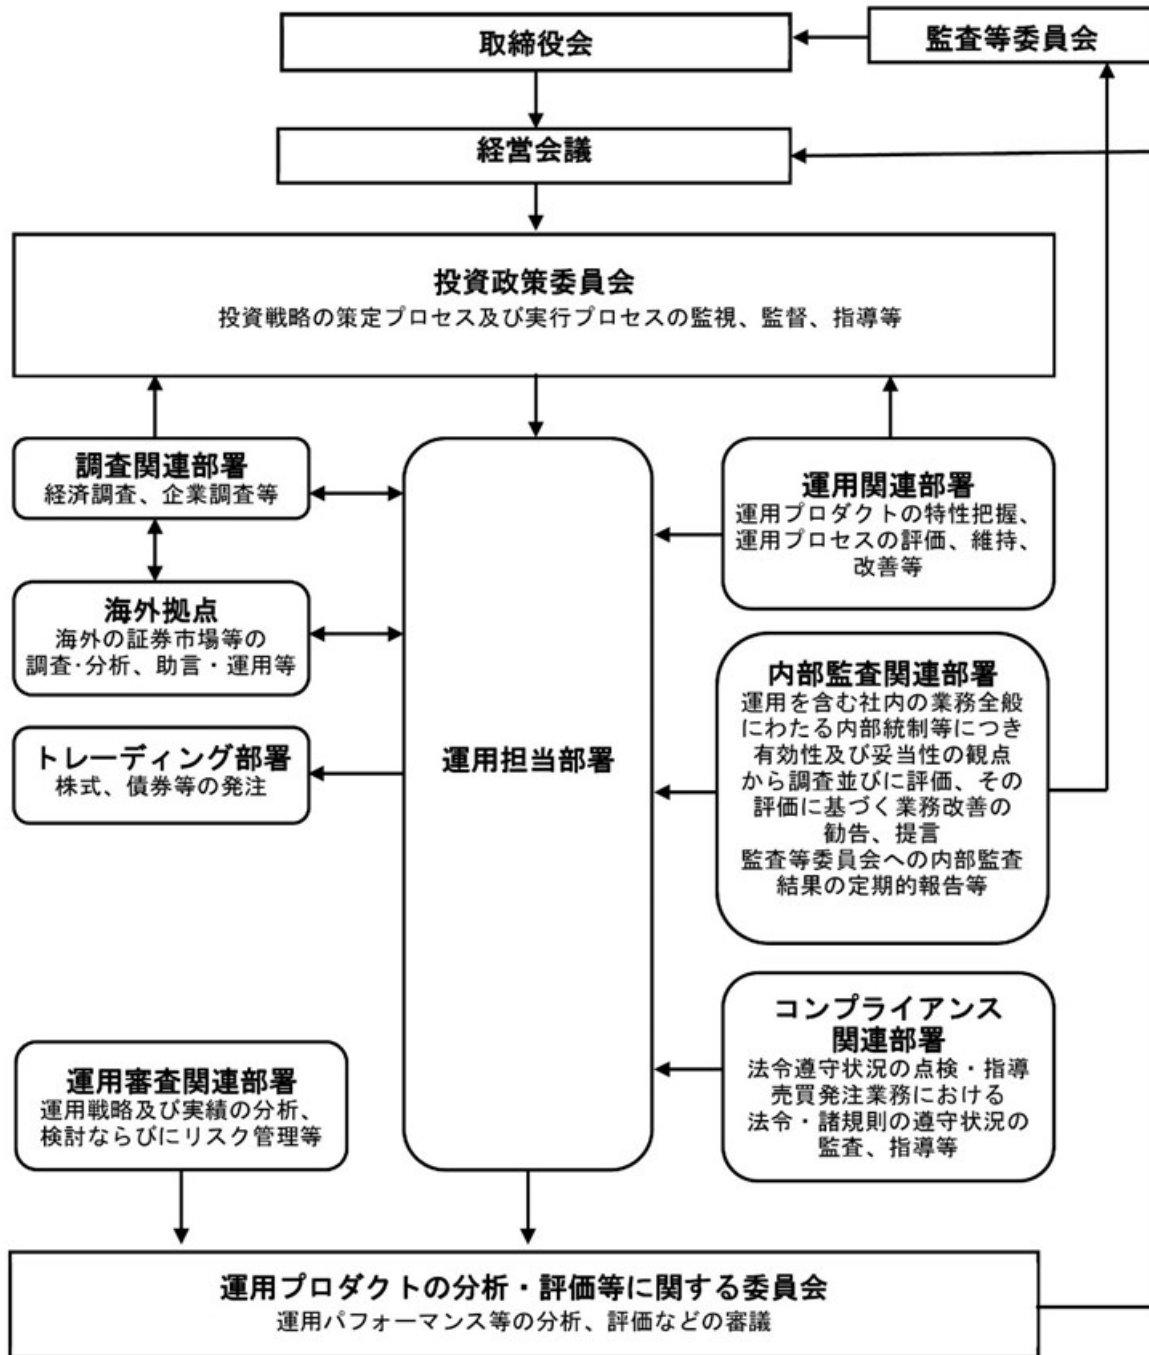 取締役会
監査等委員会
経営会議
投資政策委員会
投資戦略の策定プロセス及び実行プロセスの監視、監督、指導等
調査関連部署
経済調査、企業調査等
海外拠点
海外の証券市場等の
調査・分析、助言・運用等
トレーディング部署
株式、債券等の発注
運用担当部署
運用関連部署
運用プロダクトの特性把握、
運用プロセスの評価、維持、
改善等
内部監査関連部署
運用を含む社内の業務全般
にわたる内部統制等につき
有効性及び妥当性の観点
から調査並びに評価、その
評価に基づく業務改善の
勧告、提言
監査等委員会への内部監査
結果の定期的報告等
コンプライアンス
関連部署
法令遵守状況の点検・指導
売買発注業務における
法令・諸規則の遵守状況の
監査、指導等
運用審査関連部署
運用戦略及び実績の分析、
検討ならびにリスク管理等
運用プロダクトの分析・評価等に関する委員会
運用パフォーマンス等の分析、評価などの審議